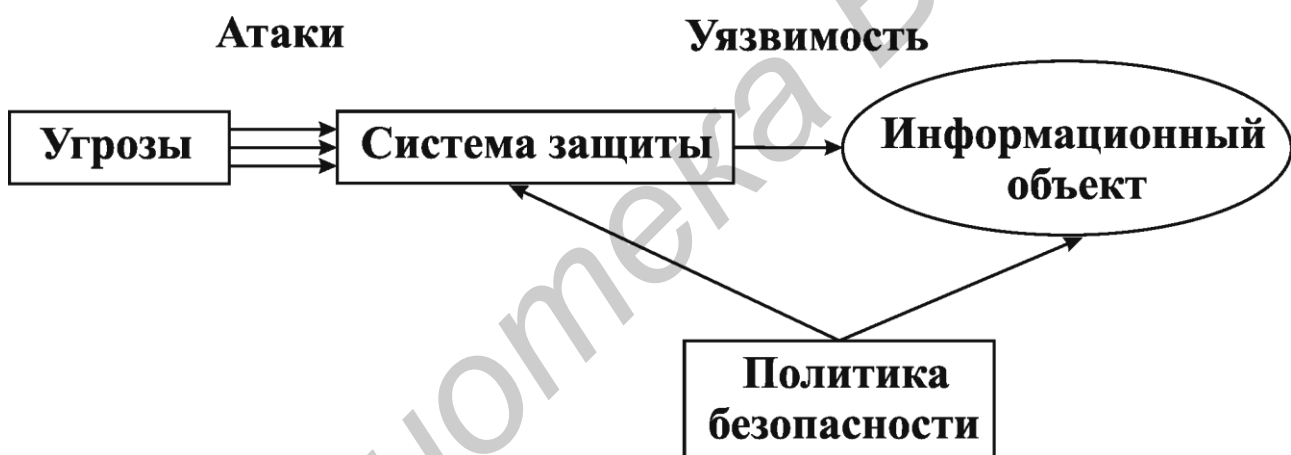 Атаки
Уязвимость
Угрозы
Система защиты
Информационный
объект
Политика
безопасности